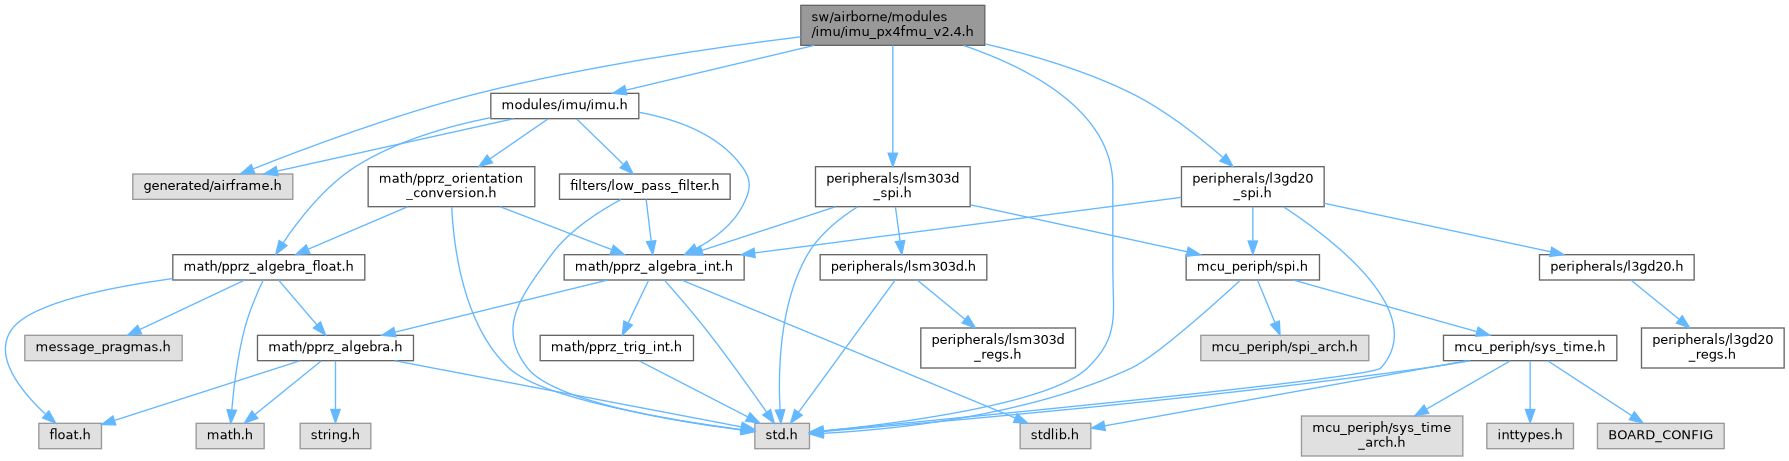 sw/airborne/modules
/imu/imu_px4fmu_v2.4.h
modules/imu/imu.h
generated/airframe.h
math/pprz_orientation
_conversion.h
filters/low_pass_filter.h
peripherals/lsm303d
_spi.h
peripherals/l3gd20
_spi.h
math/pprz_algebra_float.h
math/pprz_algebra_int.h
peripherals/lsm303d.h
mcu_periph/spi.h
peripherals/l3gd20.h
message_pragmas.h
math/pprz_algebra.h
math/pprz_trig_int.h
peripherals/lsm303d
_regs.h
mcu_periph/spi_arch.h
mcu_periph/sys_time.h
peripherals/l3gd20
_regs.h
float.h
math.h
string.h
std.h
stdlib.h
mcu_periph/sys_time
_arch.h
inttypes.h
BOARD_CONFIG